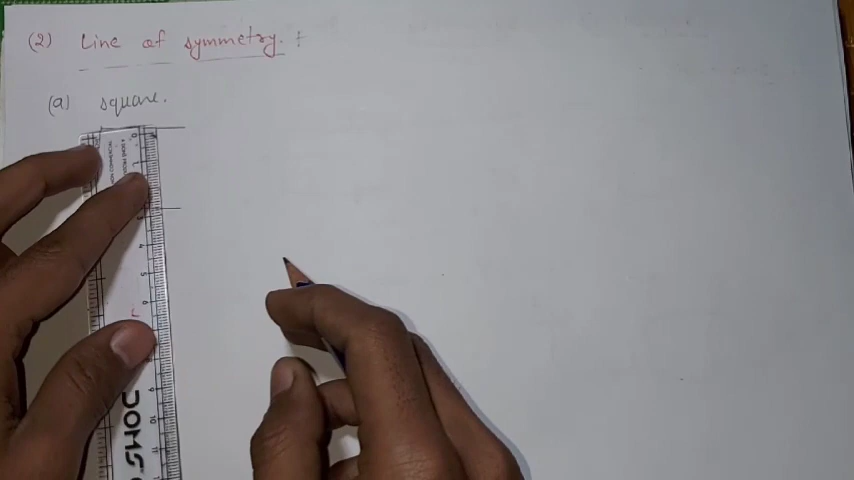 (2) Line of symmetry. :
(a) square.
DOMS